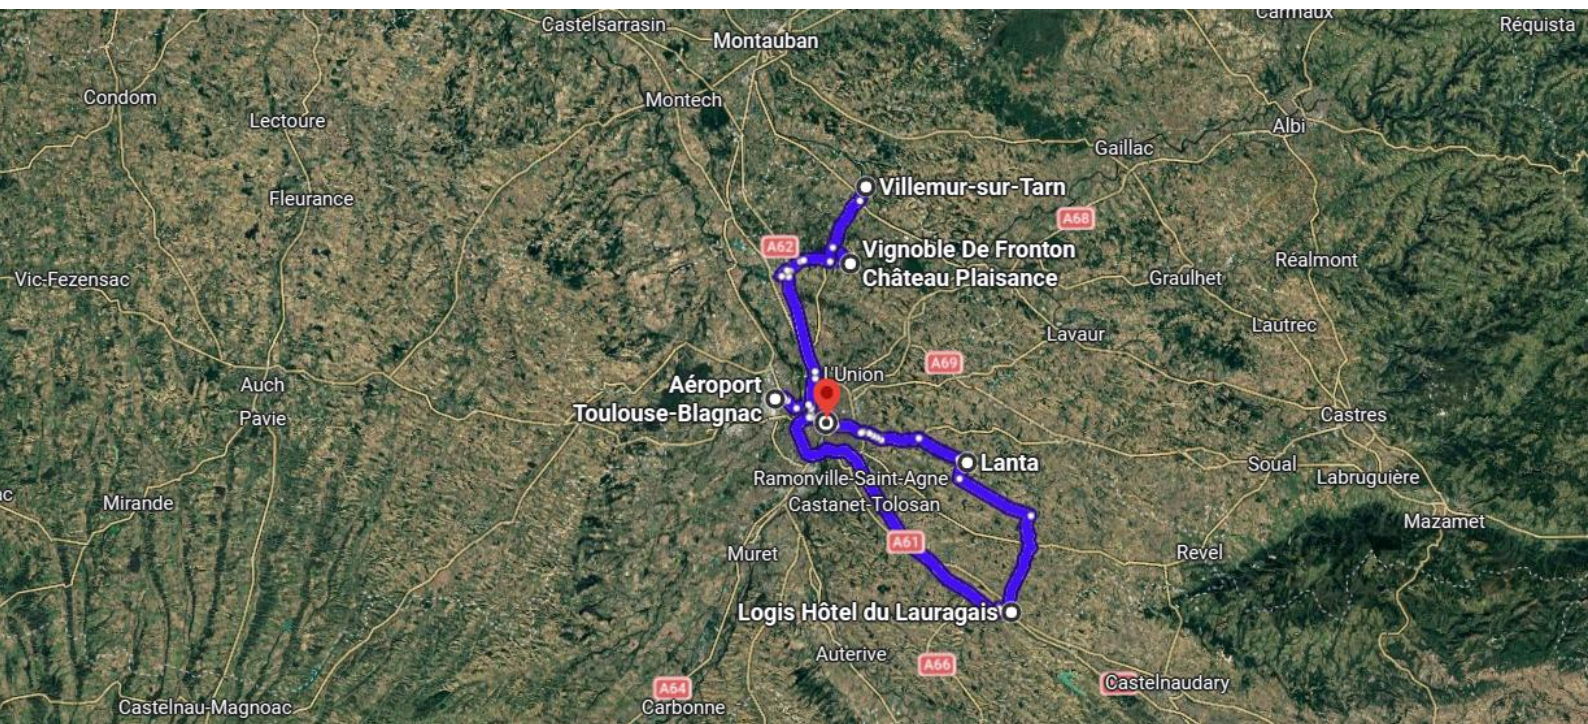 Castelsarrasin
Carmaux
Réquista
Montauban
Condom
Montech
Lectoure
Albi
Gaillac
Villemur-sur-Tarn
Fleurance
A68
A62
Vignoble De Fronton
Château Plaisance
Réalmont
Vic-Fezensac
Graulhet
Lautrec
Lavaur
A69
L'Union
Auch
Aéroport
Toulouse-Blagnac
Pavie
Castres
Lanta
Soual
Ramonville-Saint-Agne
Labruguière
Mirande
Castanet-Tolosan
Mazamet
A61
Muret
Revel
Logis Hôtel du Lauragais
Auterive
A66
Castelnaudary
A64
Castelnau-Magnoac
Carbonne